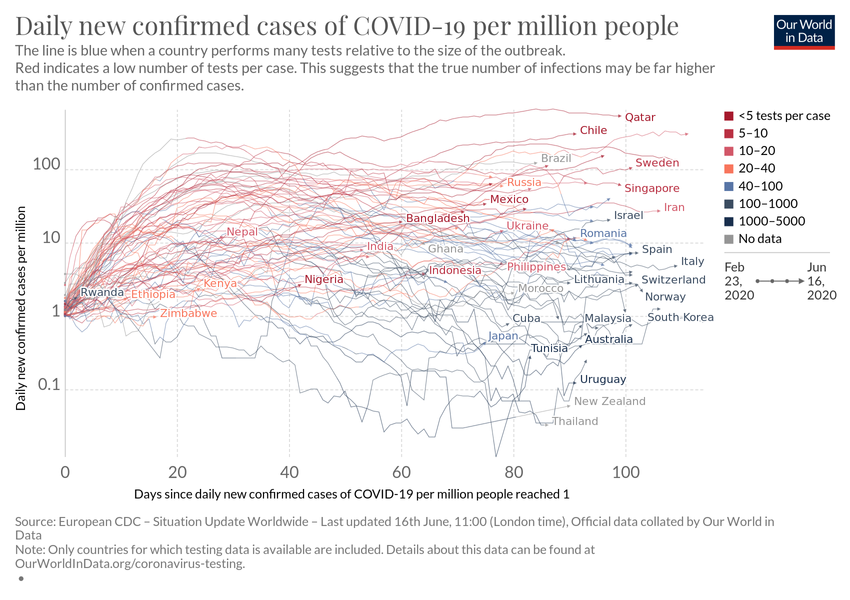 Daily new confirmed cases of COVID-19 per million people
Our World
in Data
The line is blue when a country performs many tests relative to the size of the outbreak.
Red indicates a low number of tests per case. This suggests that the true number of infections may be far higher
than the number of confirmed cases.
Qatar
Chile
Brazil
Sweden
Russia
Singapore
Mexico
Iran
Bangladesh
Israel
Nepal
Ukraine
Romania
India
Ghana
Spain
Italy
Indonesia
Philippines
Nigeria
Lithuania
Switzerland
Kenya
Morocco
Rwanda
Ethiopia
Norway
Zimbabwe
Cuba
Malaysia
South Korea
Japan
Australia
Tunisia
Uruguay
New Zealand
Thailand
<5 tests per case
5–10
10–20
20–40
40–100
100–1000
1000–5000
No data
Feb
23,
2020
Jun
16,
2020
Daily new confirmed cases per million
100
10
1
0.1
0
20
40
60
80
100
Days since daily new confirmed cases of COVID-19 per million people reached 1
Source: European CDC – Situation Update Worldwide – Last updated 16th June, 11:00 (London time), Official data collated by Our World in
Data
Note: Only countries for which testing data is available are included. Details about this data can be found at
OurWorldInData.org/coronavirus-testing.